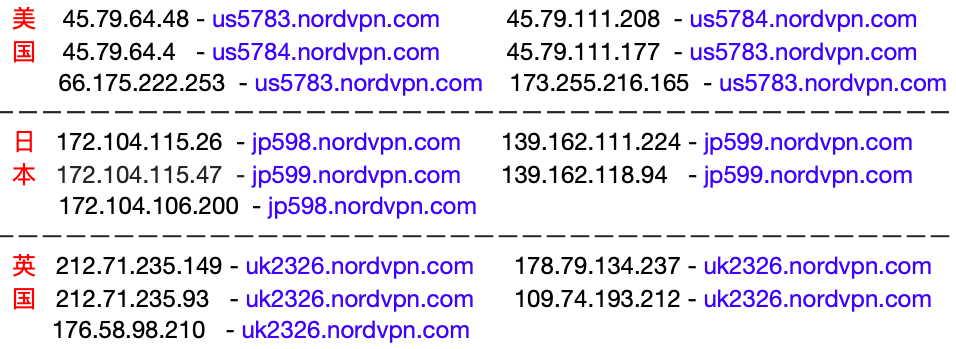 美 45.79.64.48 - us5783.nordvpn.com 45.79.111.208 - us5784.nordvpn.com
国 45.79.64.4 - us5784.nordvpn.com 45.79.111.177 - us5783.nordvpn.com
66.175.222.253 - us5783.nordvpn.com 173.255.216.165 - us5783.nordvpn.com
日 172.104.115.26 - jp598.nordvpn.com 139.162.111.224 - jp599.nordvpn.com
本 172.104.115.47 - jp599.nordvpn.com 139.162.118.94 - jp599.nordvpn.com
172.104.106.200 - jp598.nordvpn.com
英 212.71.235.149 - uk2326.nordvpn.com 178.79.134.237 - uk2326.nordvpn.com
国 212.71.235.93 - uk2326.nordvpn.com 109.74.193.212 - uk2326.nordvpn.com
176.58.98.210 - uk2326.nordvpn.com